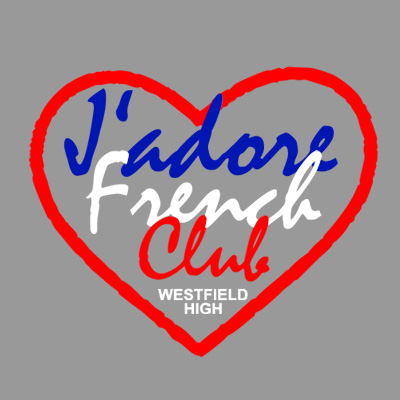 J'adore
French
Club
WESTFIELD
HIGH